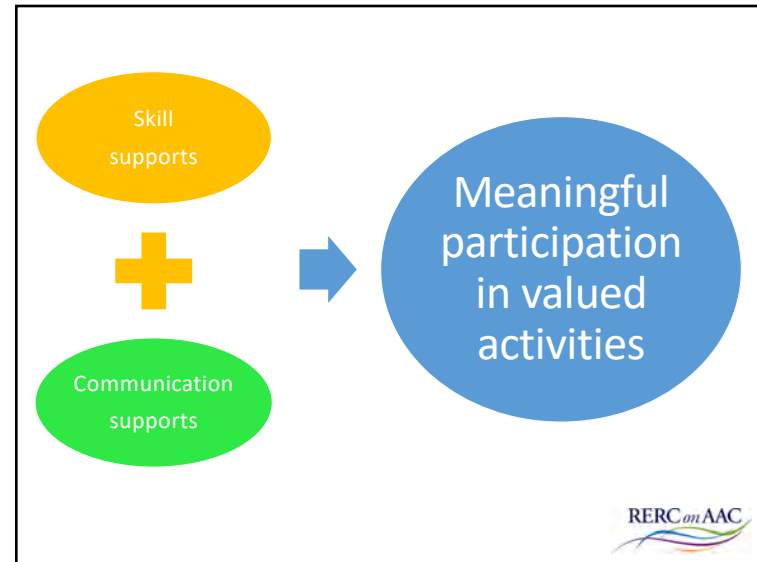 Skill
supports
Communication
supports
Meaningful
participation
in valued
activities
RERC on AAC